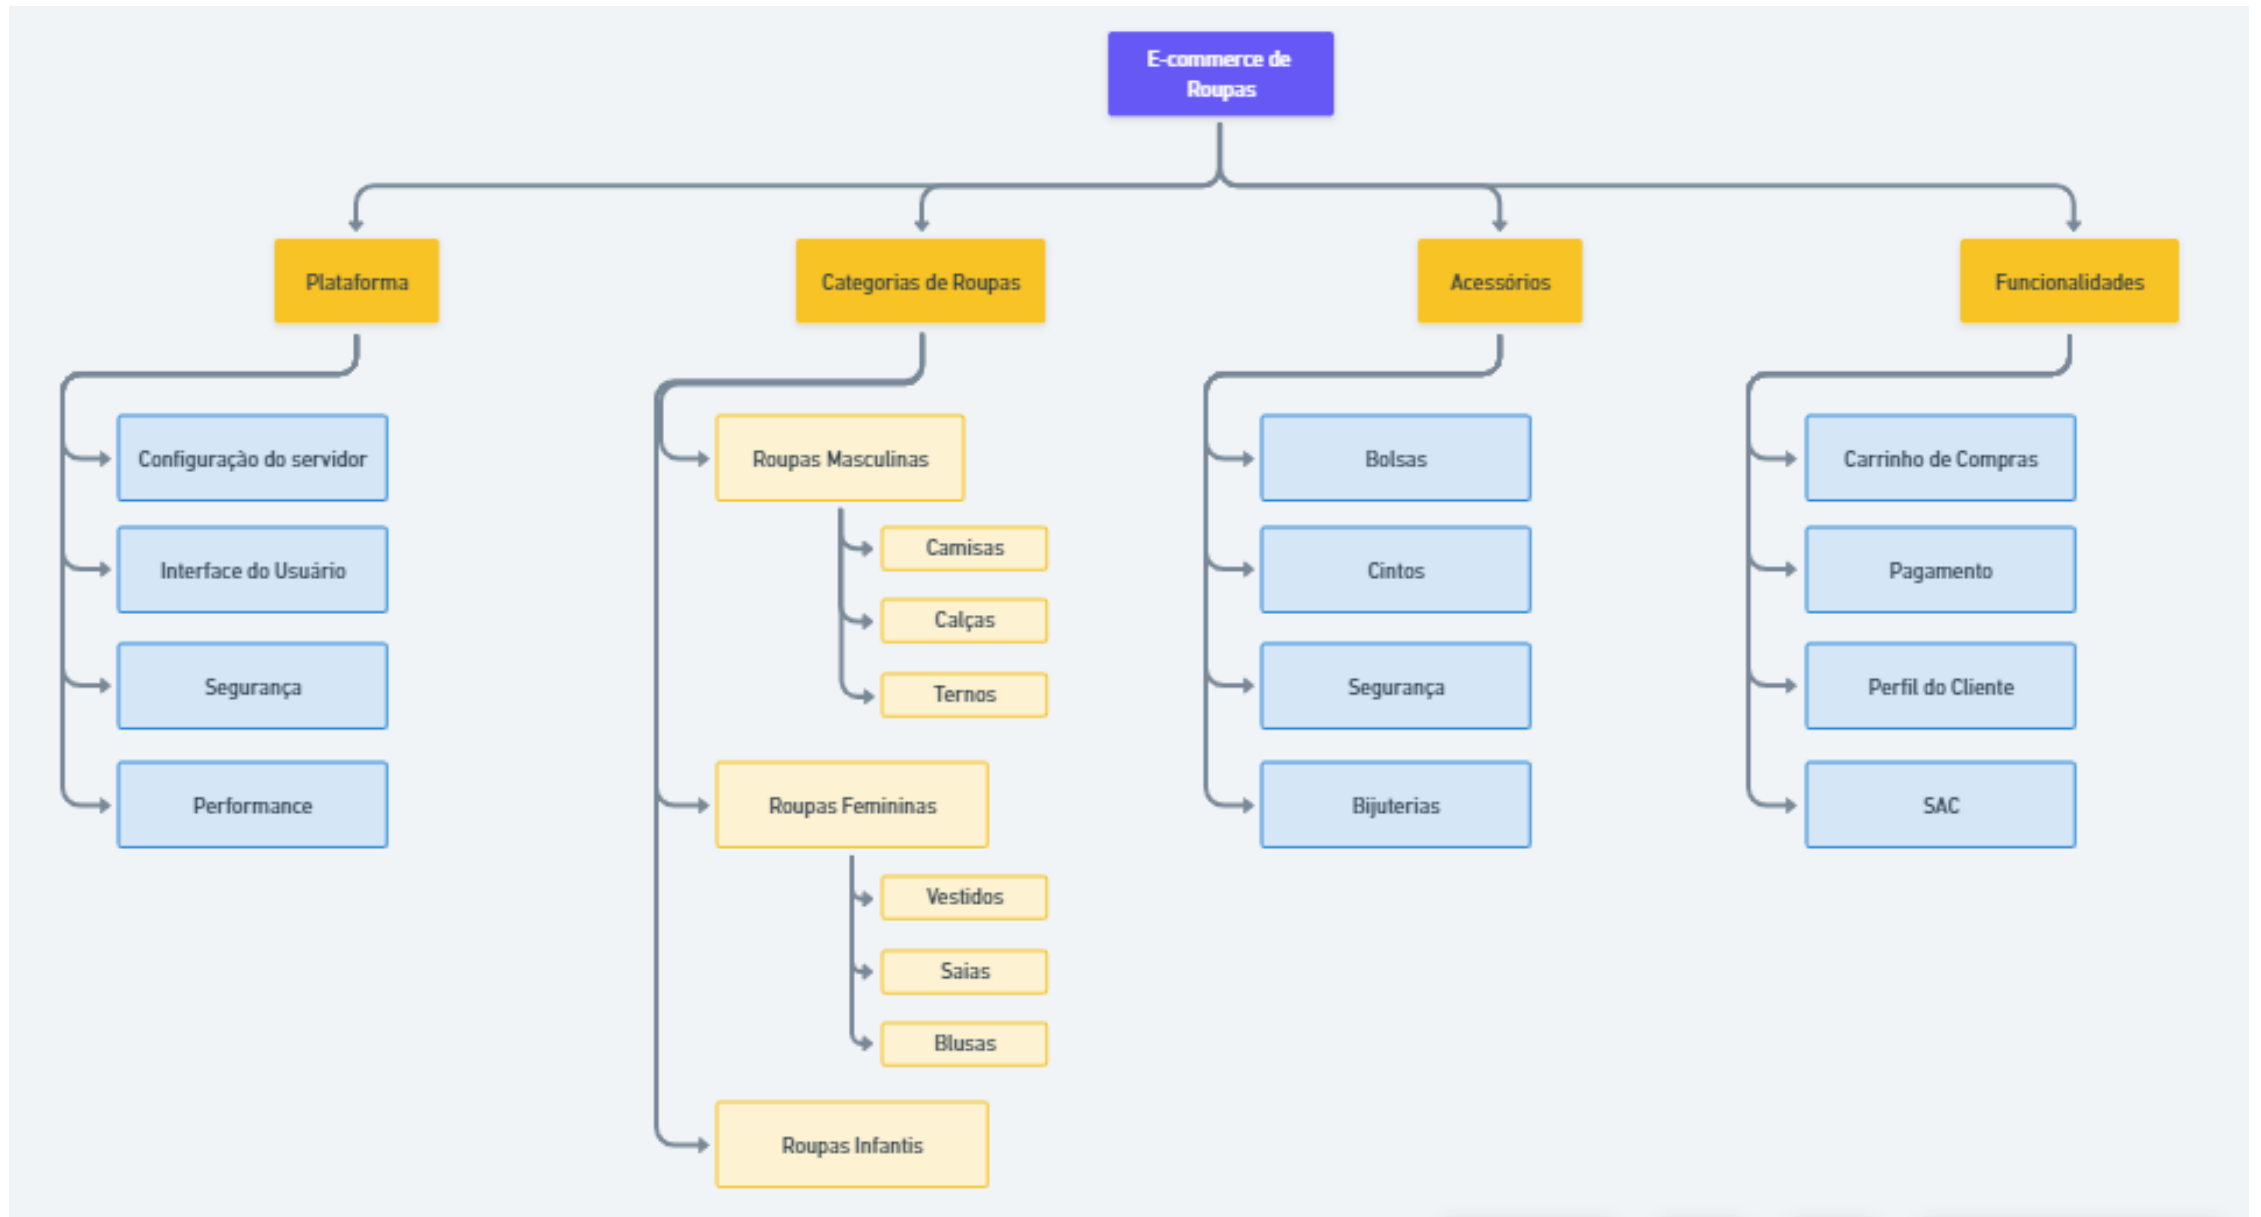 E-commerce de
Roupas
Plataforma
Categorias de Roupas
Acessórios
Funcionalidades
Configuração do servidor
Interface do Usuário
Segurança
Performance
Roupas Masculinas
Camisas
Calças
Ternos
Roupas Femininas
Vestidos
Saias
Blusas
Roupas Infantis
Bolsas
Cintos
Segurança
Bijuterias
Carrinho de Compras
Pagamento
Perfil do Cliente
SAC